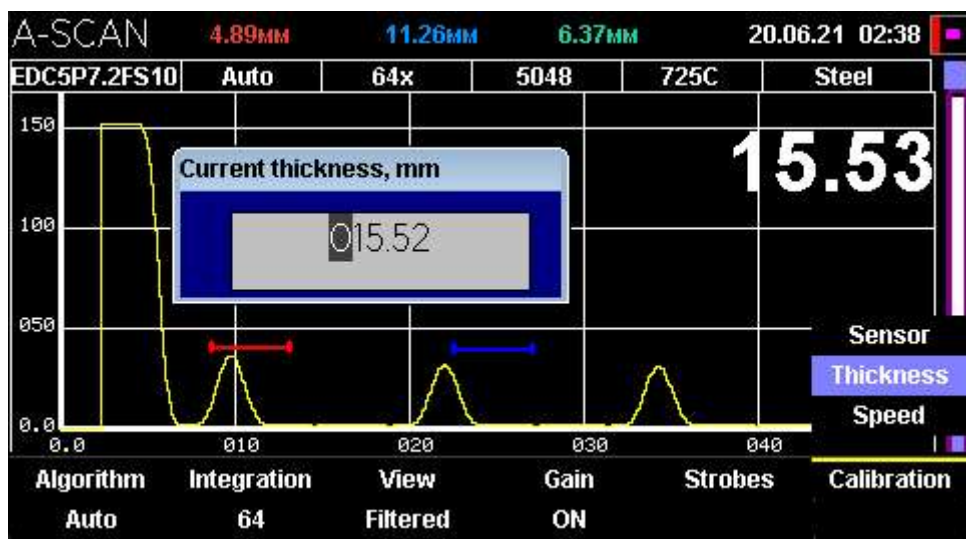 A-SCAN 4.89мм 11.26мм 6.37мм 20.06.21 02:38
EDC5P7.2FS10 Auto 64x 5048 725C Steel
150
15.53
Current thickness, mm
100
015.52
050
Sensor
Thickness
Speed
0.0
0.0 010 020 030 040
Algorithm Integration View Gain Strobes Calibration
Auto 64 Filtered ON